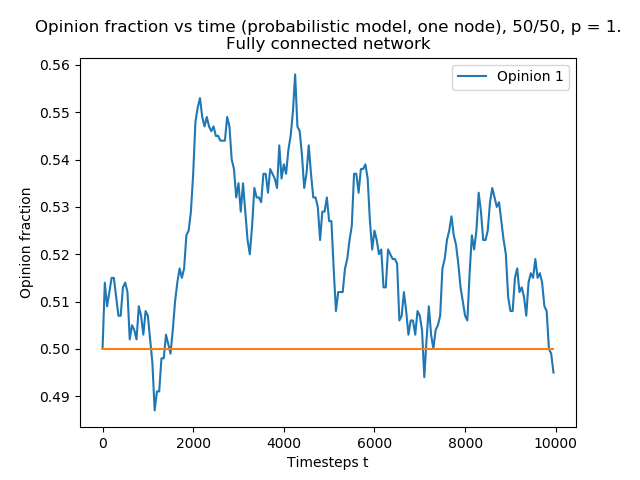 Opinion fraction vs time (probabilistic model, one node), 50/50, p = 1.
Fully connected network
Opinion 1
0.56
0.55
0.54
0.53
0.52
0.51
0.50
0.49
Opinion fraction
0 2000 4000 6000 8000 10000
Timesteps t